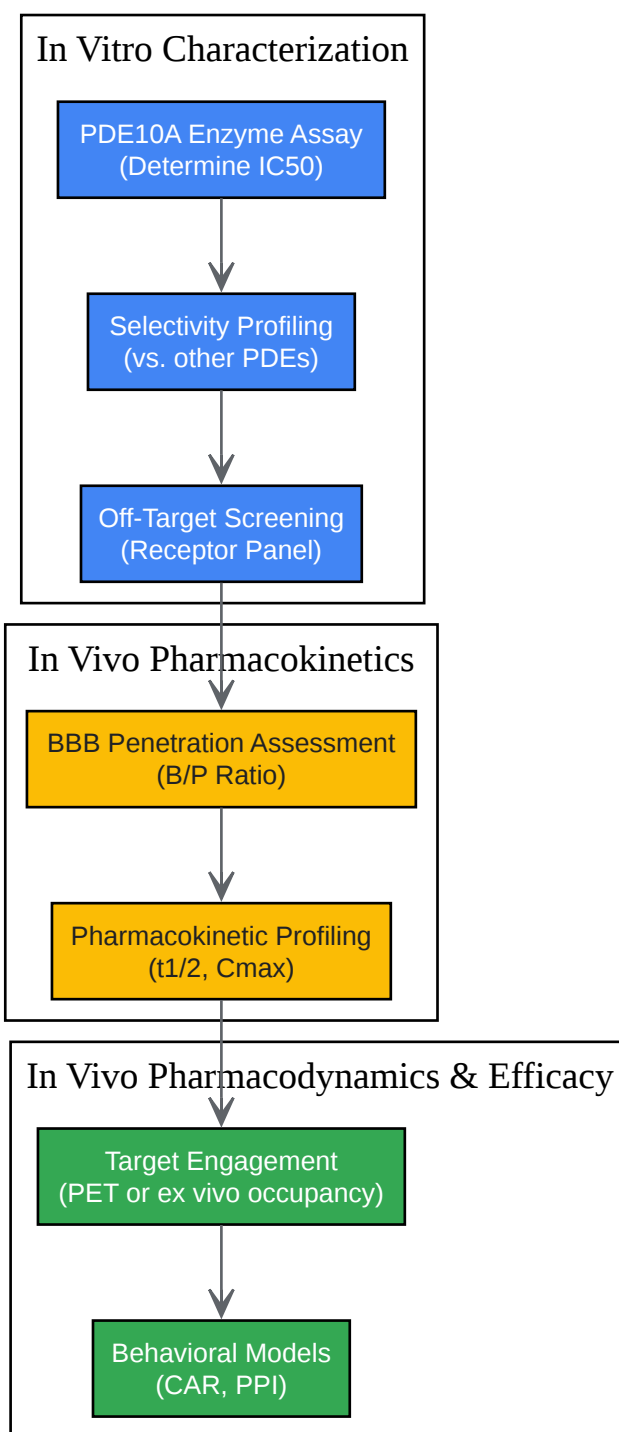 In Vitro Characterization
PDE10A Enzyme Assay
(Determine IC50)
Selectivity Profiling
(vs. other PDEs)
Off-Target Screening
(Receptor Panel)
In Vivo Pharmacokinetics
BBB Penetration Assessment
(B/P Ratio)
Pharmacokinetic Profiling
(t1/2, Cmax)
In Vivo Pharmacodynamics & Efficacy
Target Engagement
(PET or ex vivo occupancy)
Behavioral Models
(CAR, PPI)